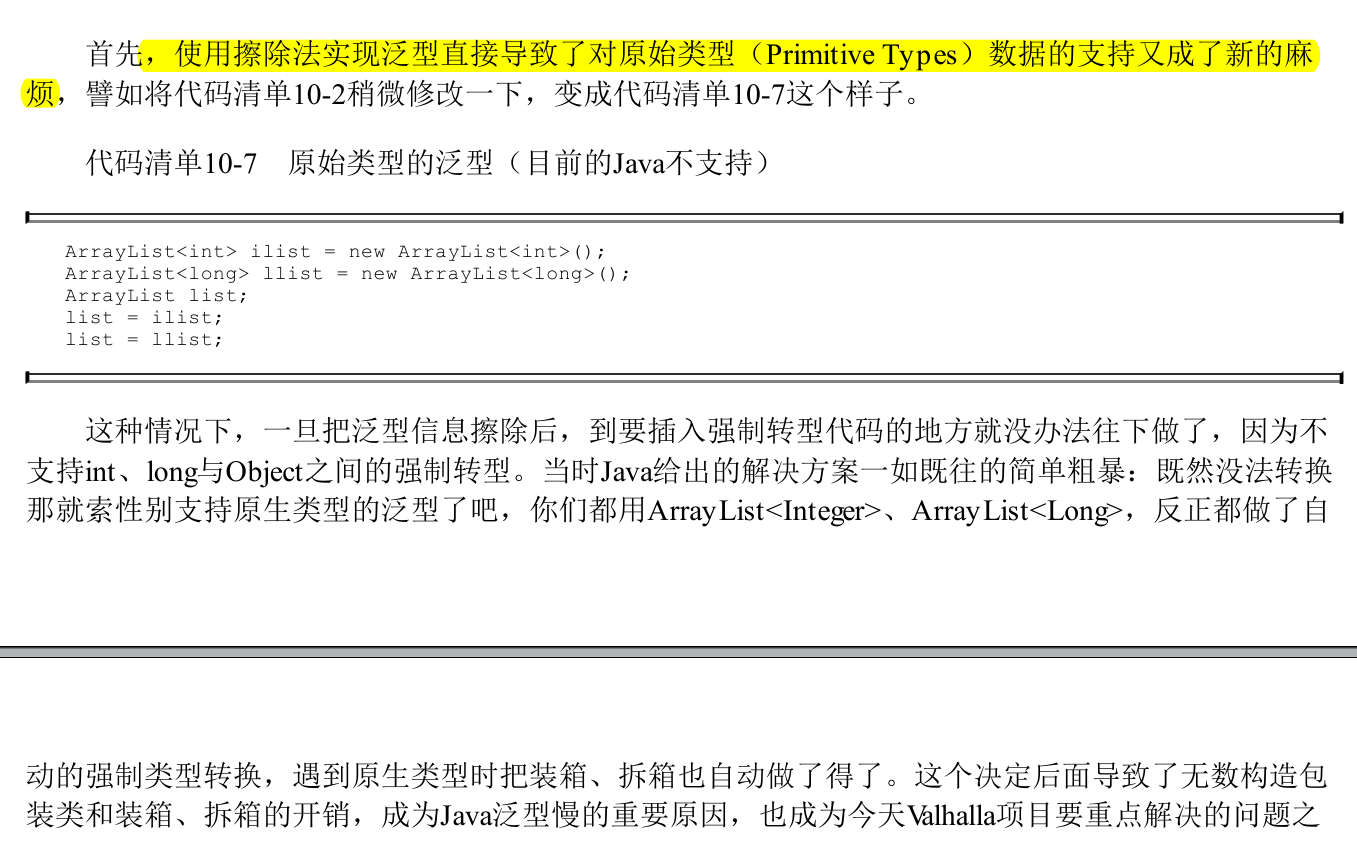 首先，使用擦除法实现泛型直接导致了对原始类型（Primitive Types）数据的支持又成了新的麻
烦，譬如将代码清单10-2稍微修改一下，变成代码清单10-7这个样子。
代码清单10-7 原始类型的泛型（目前的Java不支持）
ArrayList<int> ilist = new ArrayList<int>();
ArrayList<long> llist = new ArrayList<long>();
ArrayList list;
list = ilist;
list = llist;
这种情况下，一旦把泛型信息擦除后，到要插入强制转型代码的地方就没办法往下做了，因为不
支持int、long与Object之间的强制转型。当时Java给出的解决方案一如既往的简单粗暴：既然没法转换
那就索性别支持原生类型的泛型了吧，你们都用ArrayList<Integer>、ArrayList<Long>，反正都做了自
动的强制类型转换，遇到原生类型时把装箱、拆箱也自动做了得了。这个决定后面导致了无数构造包
装类和装箱、拆箱的开销，成为Java泛型慢的重要原因，也成为今天Valhalla项目要重点解决的问题之